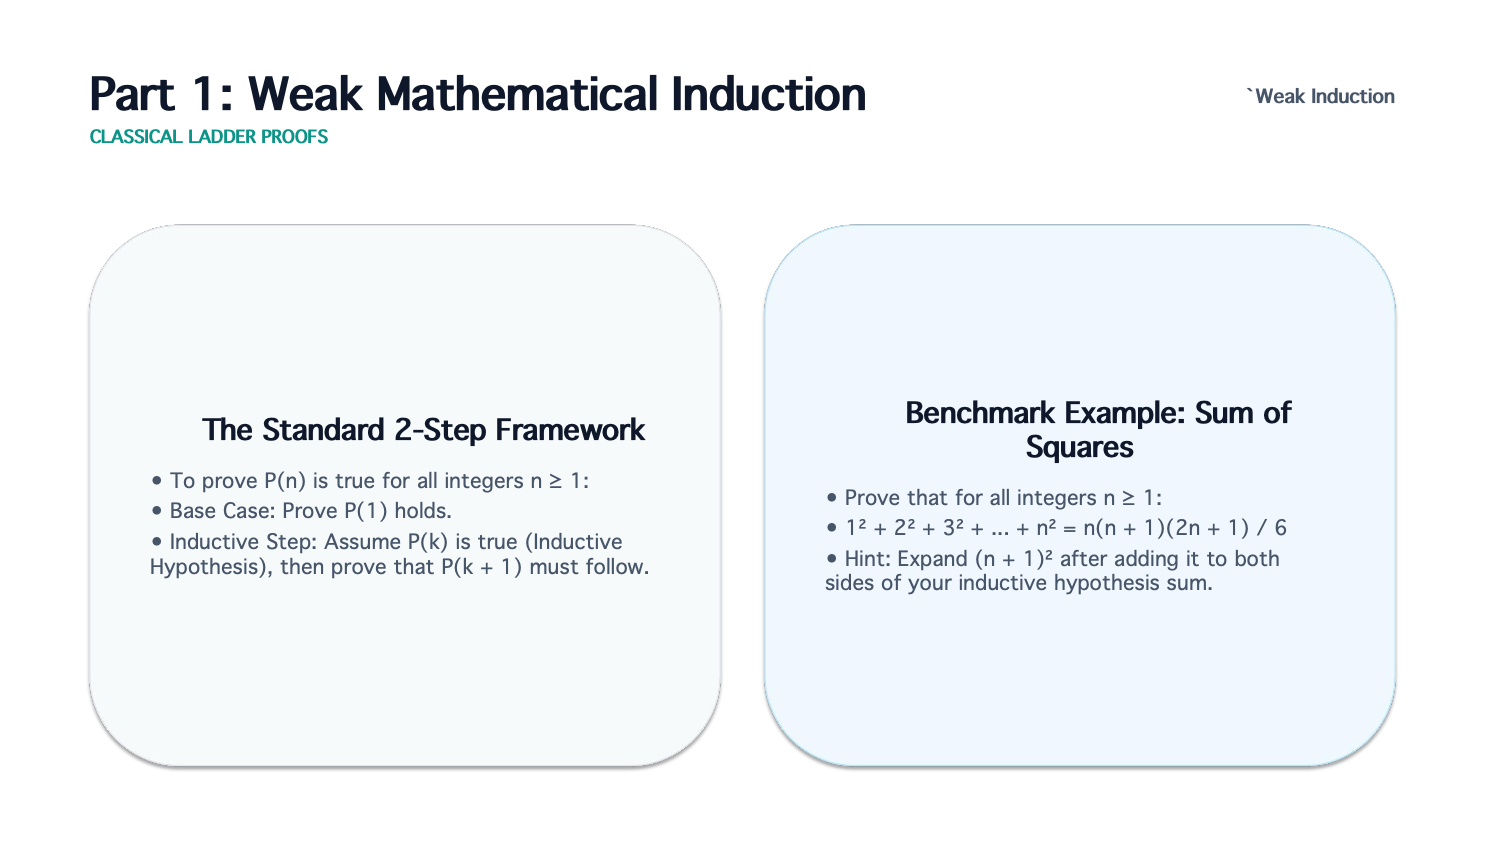 Part 1: Weak Mathematical Induction
`Weak Induction
CLASSICAL LADDER PROOFS
The Standard 2-Step Framework
• To prove P(n) is true for all integers n ≥ 1:
• Base Case: Prove P(1) holds.
• Inductive Step: Assume P(k) is true (Inductive
Hypothesis), then prove that P(k + 1) must follow.
Benchmark Example: Sum of
Squares
• Prove that for all integers n ≥ 1:
• 1² + 2² + 3² + ... + n² = n(n + 1)(2n + 1) / 6
• Hint: Expand (n + 1)² after adding it to both
sides of your inductive hypothesis sum.